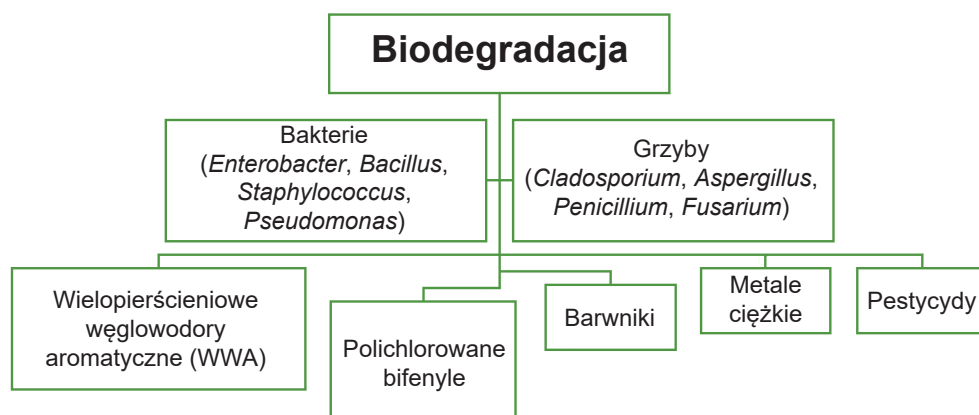 Biodegradacja
Bakterie
(Enterobacter, Bacillus,
Staphylococcus,
Pseudomonas)
Grzyby
(Cladosporium, Aspergillus,
Penicillium, Fusarium)
Wielopierścieniowe
węglowodory
aromatyczne (WWA)
Polichlorowane
bifenyle
Barwniki
Metale
ciężkie
Pestycydy